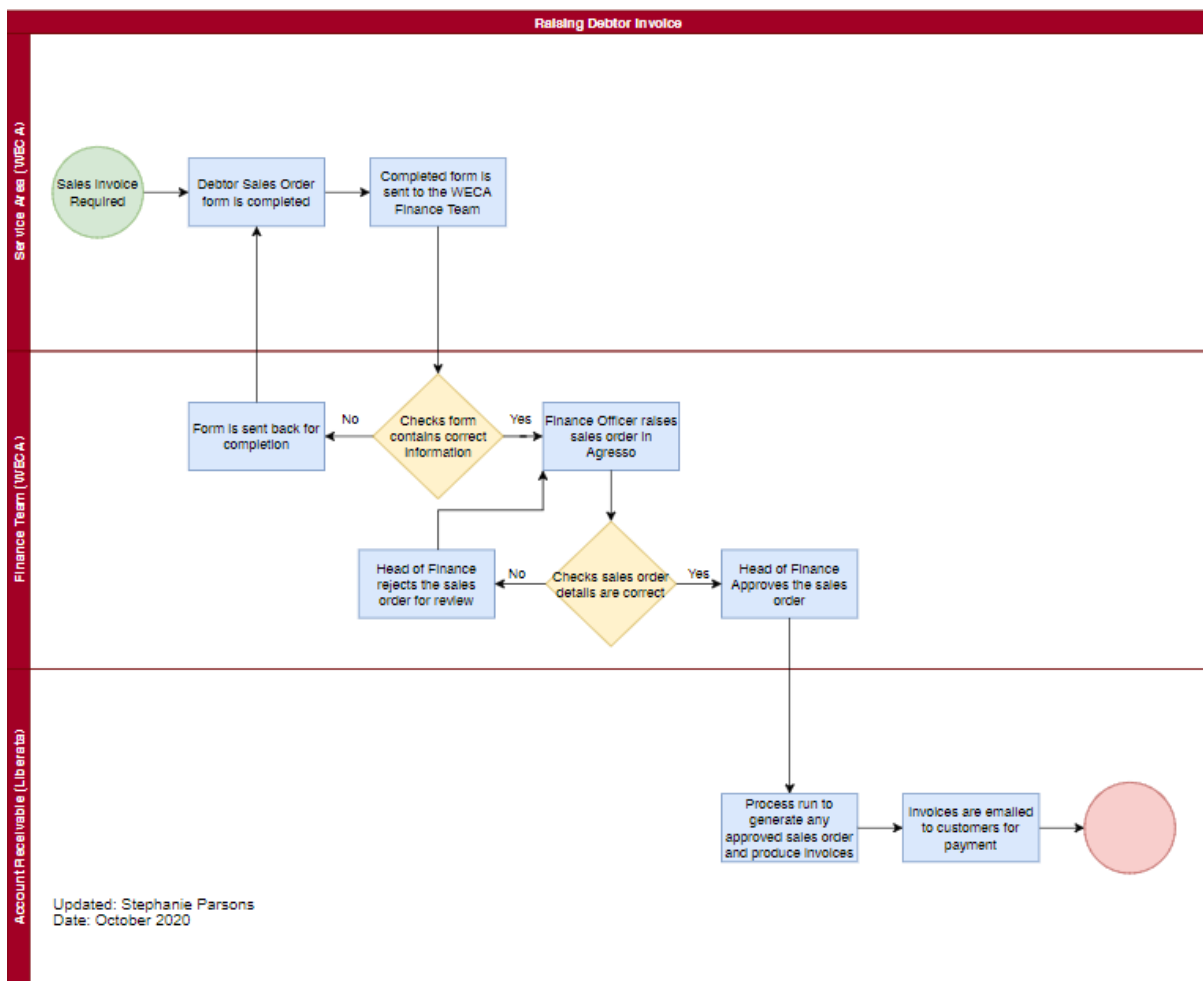 Raising Debtor Invoice
Service Area (WECA)
Sales Invoice
Required
Debtor Sales Order
form is completed
Completed form is
sent to the WECA
Finance Team
Finance Team (WECA)
Form is sent back for
completion
No
Checks form
contains correct
information
Yes
Finance Officer raises
sales order in
Agresso
Head of Finance
rejects the sales
order for review
No
Checks sales order
details are correct
Yes
Head of Finance
Approves the sales
order
Account Receivable (Liberata)
Process run to
generate any
approved sales order
and produce invoices
Invoices are emailed
to customers for
payment
Updated: Stephanie Parsons
Date: October 2020